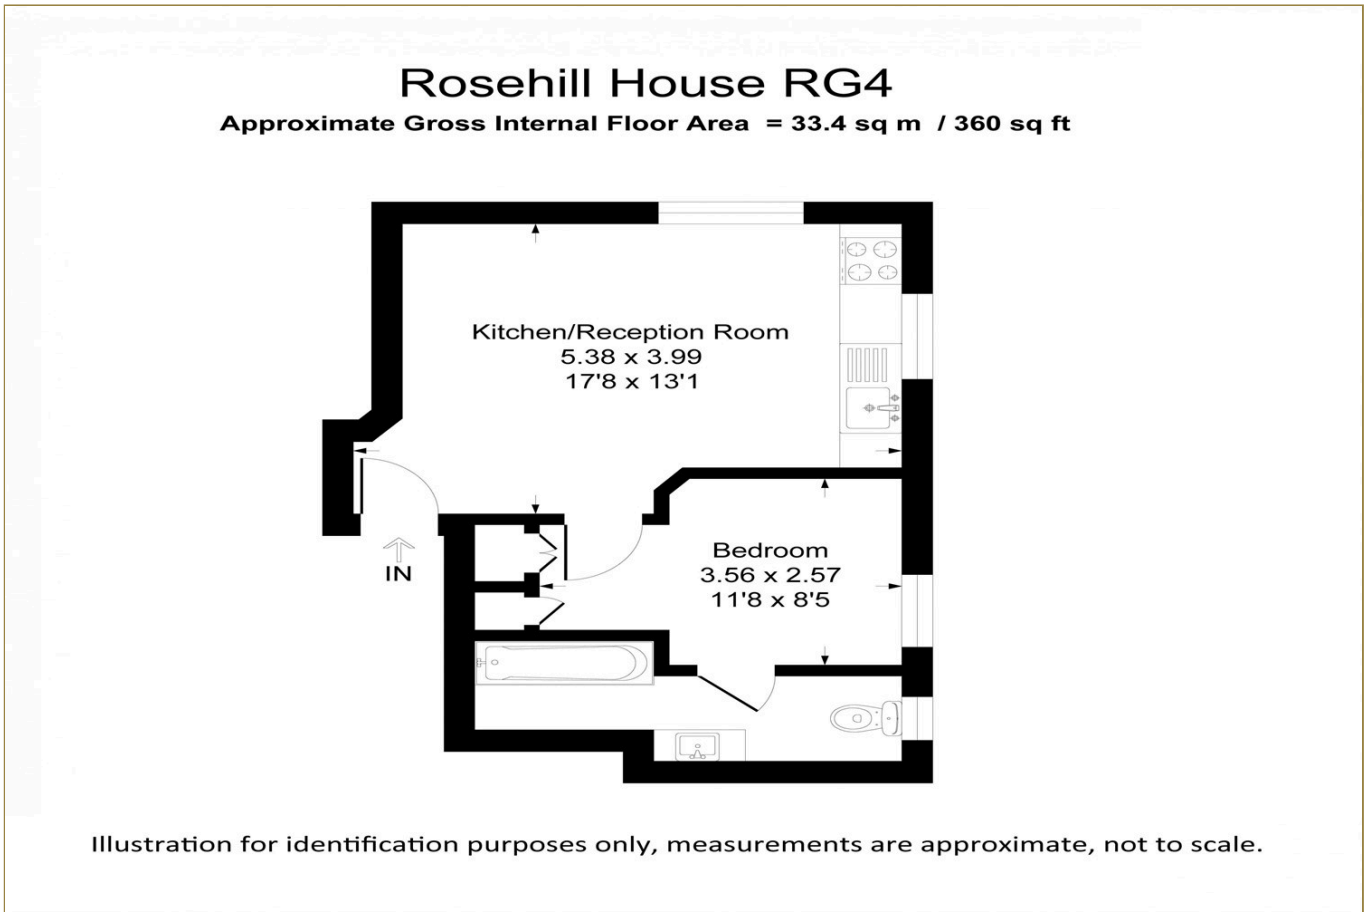 Rosehill House RG4
Approximate Gross Internal Floor Area = 33.4 sq m / 360 sq ft
Kitchen/Reception Room
5.38 x 3.99
17'8 x 13'1
Bedroom
3.56 x 2.57
11'8 x 8'5
IN
Illustration for identification purposes only, measurements are approximate, not to scale.